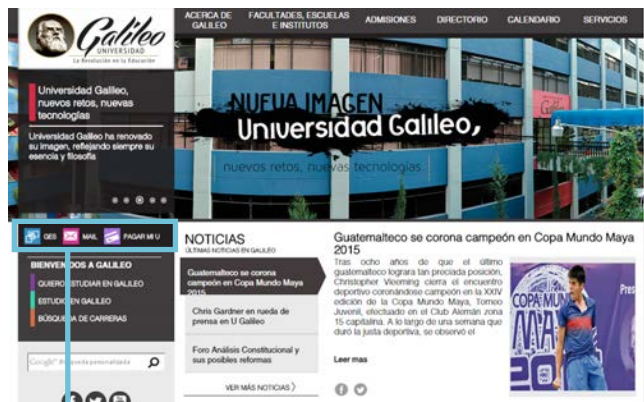 Galileo
UNIVERSIDAD
La Revolución en la Educación
ACERCA DE
GALILEO
FACULTADES, ESCUELAS
E INSTITUTOS
ADMISIONES
DIRECTORIO
CALENDARIO
SERVICIOS
Universidad Galileo,
nuevos retos, nuevas
tecnologías
Universidad Galileo ha renovado
su imagen, reflejando siempre su
esencia y filosofía
NUEVA IMAGEN
Universidad Galileo,
nuevos retos, nuevas tecnologías.
GES
MAIL
PAGAR MI U
BIENVENIDOS A GALILEO
QUIERO ESTUDIAR EN GALILEO
ESTUDIO EN GALILEO
BÚSQUEDA DE CARRERAS
Google™ Búsqueda personalizada
NOTICIAS
ÚLTIMAS NOTICIAS EN GALILEO
Guatemalteco se corona
campeón en Copa Mundo Maya
2015
Chris Gardner en rueda de
prensa en U Galileo
Foro Análisis Constitucional y
sus posibles reformas
VER MÁS NOTICIAS
Guatemalteco se corona campeón en Copa Mundo Maya
2015
Tras ocho años de que el último
guatemalteco lograra tan preciada posición,
Christopher Vleeming cierra el encuentro
deportivo coronándose campeón en la XXIV
edición de la Copa Mundo Maya, Torneo
Juvenil, efectuado en el Club Alemán zona
15 capitalina. A lo largo de una semana que
duró la justa deportiva, se observó el
Leer mas
COPA MUN
MAYA
20
Pres